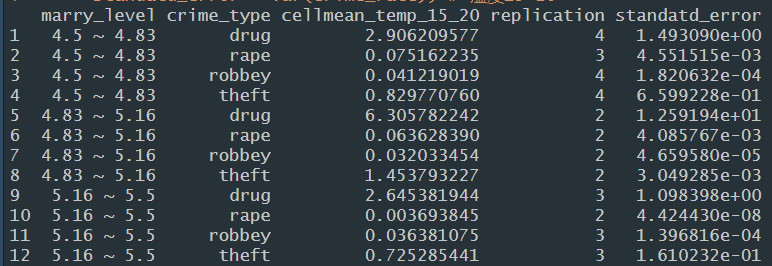 marry_level crime_type cellmean_temp_15_20 replication standatd_error
1 4.5 ~ 4.83 drug 2.906209577 4 1.493090e+00
2 4.5 ~ 4.83 rape 0.075162235 3 4.551515e-03
3 4.5 ~ 4.83 robbey 0.041219019 4 1.820632e-04
4 4.5 ~ 4.83 theft 0.829770760 4 6.599228e-01
5 4.83 ~ 5.16 drug 6.305782242 2 1.259194e+01
6 4.83 ~ 5.16 rape 0.063628390 2 4.085767e-03
7 4.83 ~ 5.16 robbey 0.032033454 2 4.659580e-05
8 4.83 ~ 5.16 theft 1.453793227 2 3.049285e-03
9 5.16 ~ 5.5 drug 2.645381944 3 1.098398e+00
10 5.16 ~ 5.5 rape 0.003693845 2 4.424430e-08
11 5.16 ~ 5.5 robbey 0.036381075 3 1.396816e-04
12 5.16 ~ 5.5 theft 0.725285441 3 1.610232e-01